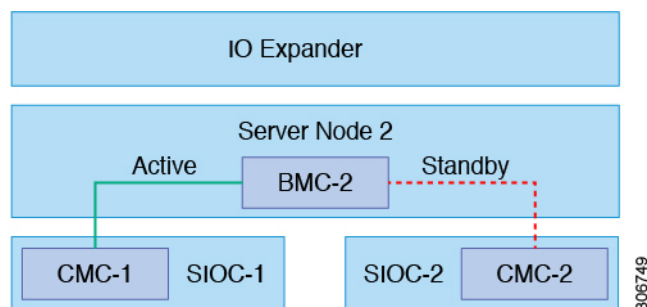 IO Expander
Server Node 2
Active
Standby
BMC-2
CMC-1
SIOC-1
SIOC-2
CMC-2
306749